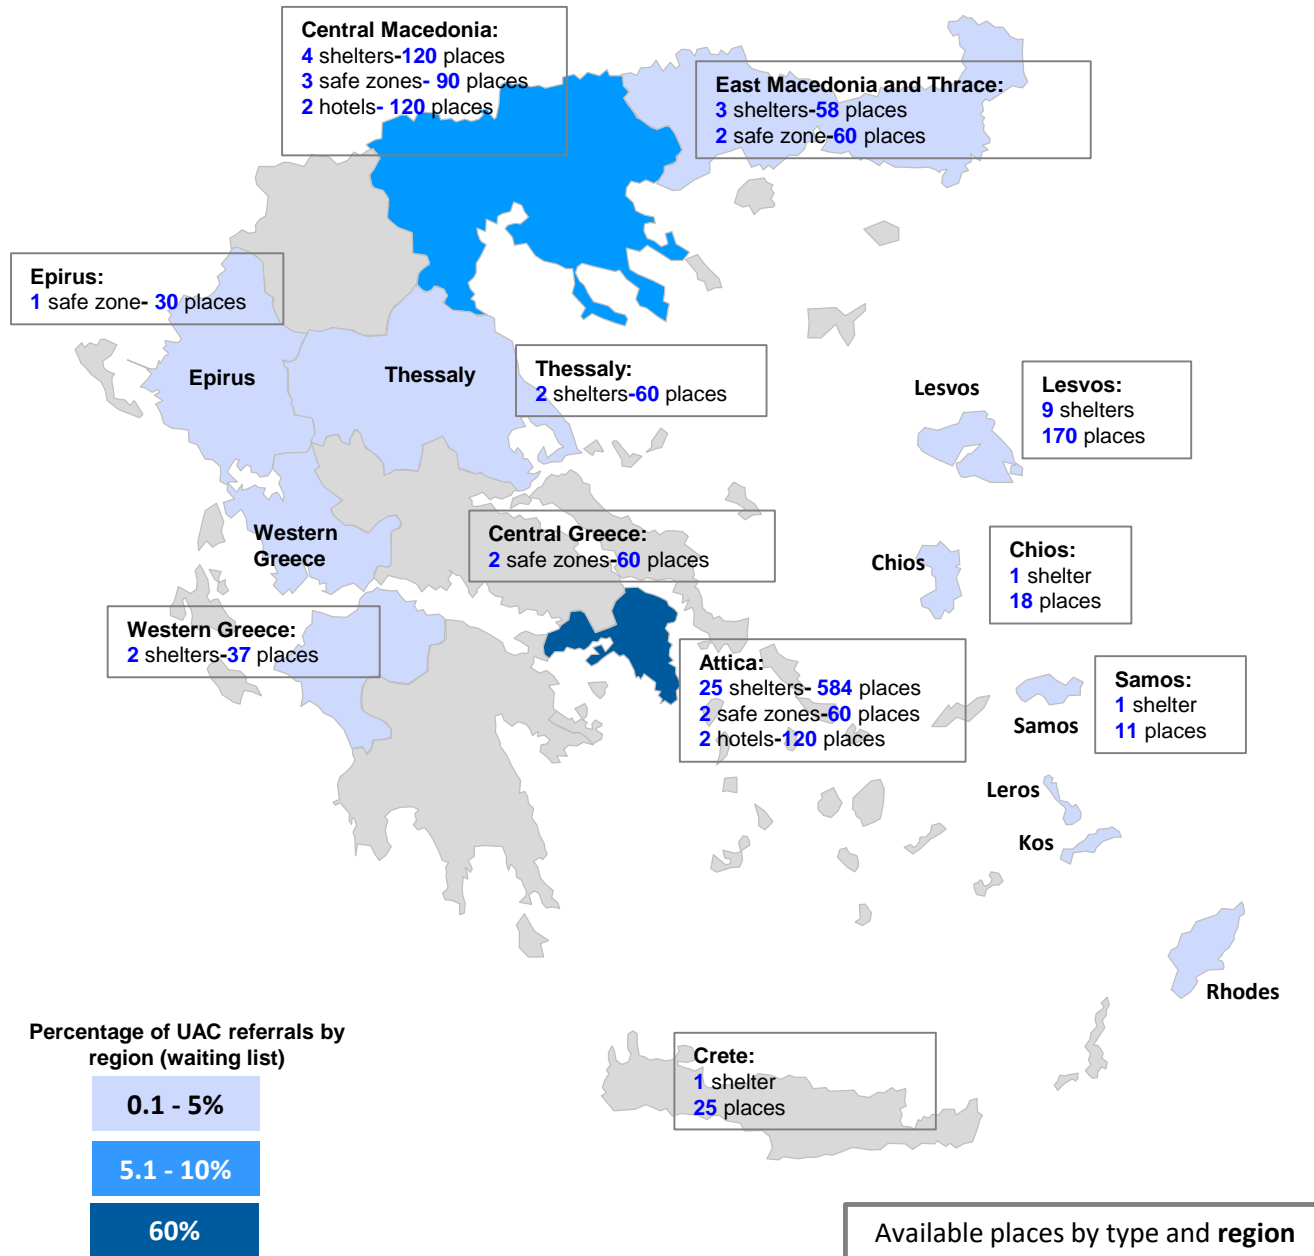 Central Macedonia:
4 shelters-120 places
3 safe zones- 90 places
2 hotels- 120 places
East Macedonia and Thrace:
3 shelters-58 places
2 safe zone-60 places
Epirus:
1 safe zone- 30 places
Epirus
Thessaly
Thessaly:
2 shelters-60 places
Lesvos
Lesvos:
9 shelters
170 places
Western
Greece
Central Greece:
2 safe zones-60 places
Chios
Chios:
1 shelter
18 places
Western Greece:
2 shelters-37 places
Attica:
25 shelters- 584 places
2 safe zones-60 places
2 hotels-120 places
Samos
Samos:
1 shelter
11 places
Leros
Kos
Rhodes
Percentage of UAC referrals by
region (waiting list)
0.1 - 5%
5.1 - 10%
60%
Crete:
1 shelter
25 places
Available places by type and region